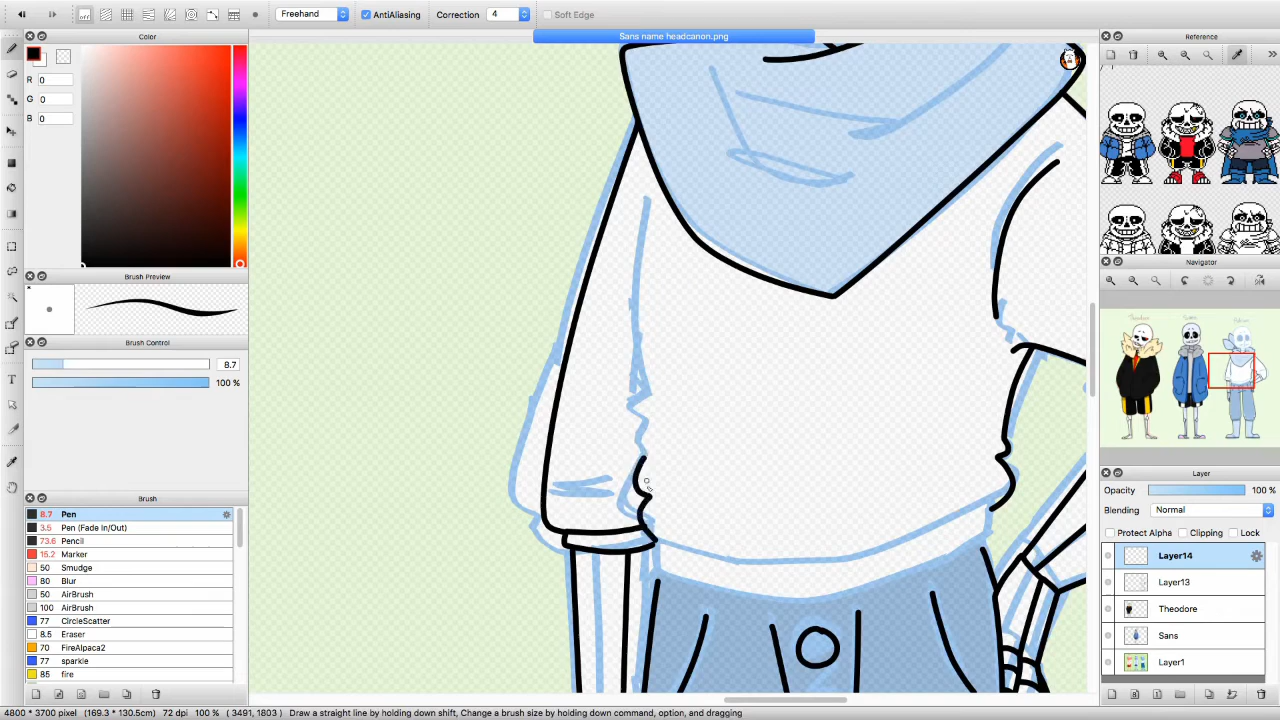 Freehand
AntiAliasing
Correction
4
Soft Edge
Color
Sans name headcanon.png
Reference
R 0
G 0
B 0
Brush Preview
Navigator
Brush Control
8.7
100 %
Layer
Opacity 100 %
Blending Normal
Protect Alpha Clipping Lock
Brush
8.7 Pen
3.5 Pen (Fade In/Out)
73.6 Pencil
15.2 Marker
50 Smudge
80 Blur
50 AirBrush
100 AirBrush
77 CircleScatter
8.5 Eraser
70 FireAlpaca2
77 sparkle
85 fire
Layer14
Layer13
Theodore
Sans
Layer1
4800 * 3700 pixel (169.3 * 130.5cm) 72 dpi 100 % ( 3491, 1803 ) Draw a straight line by holding down shift, Change a brush size by holding down command, option, and dragging